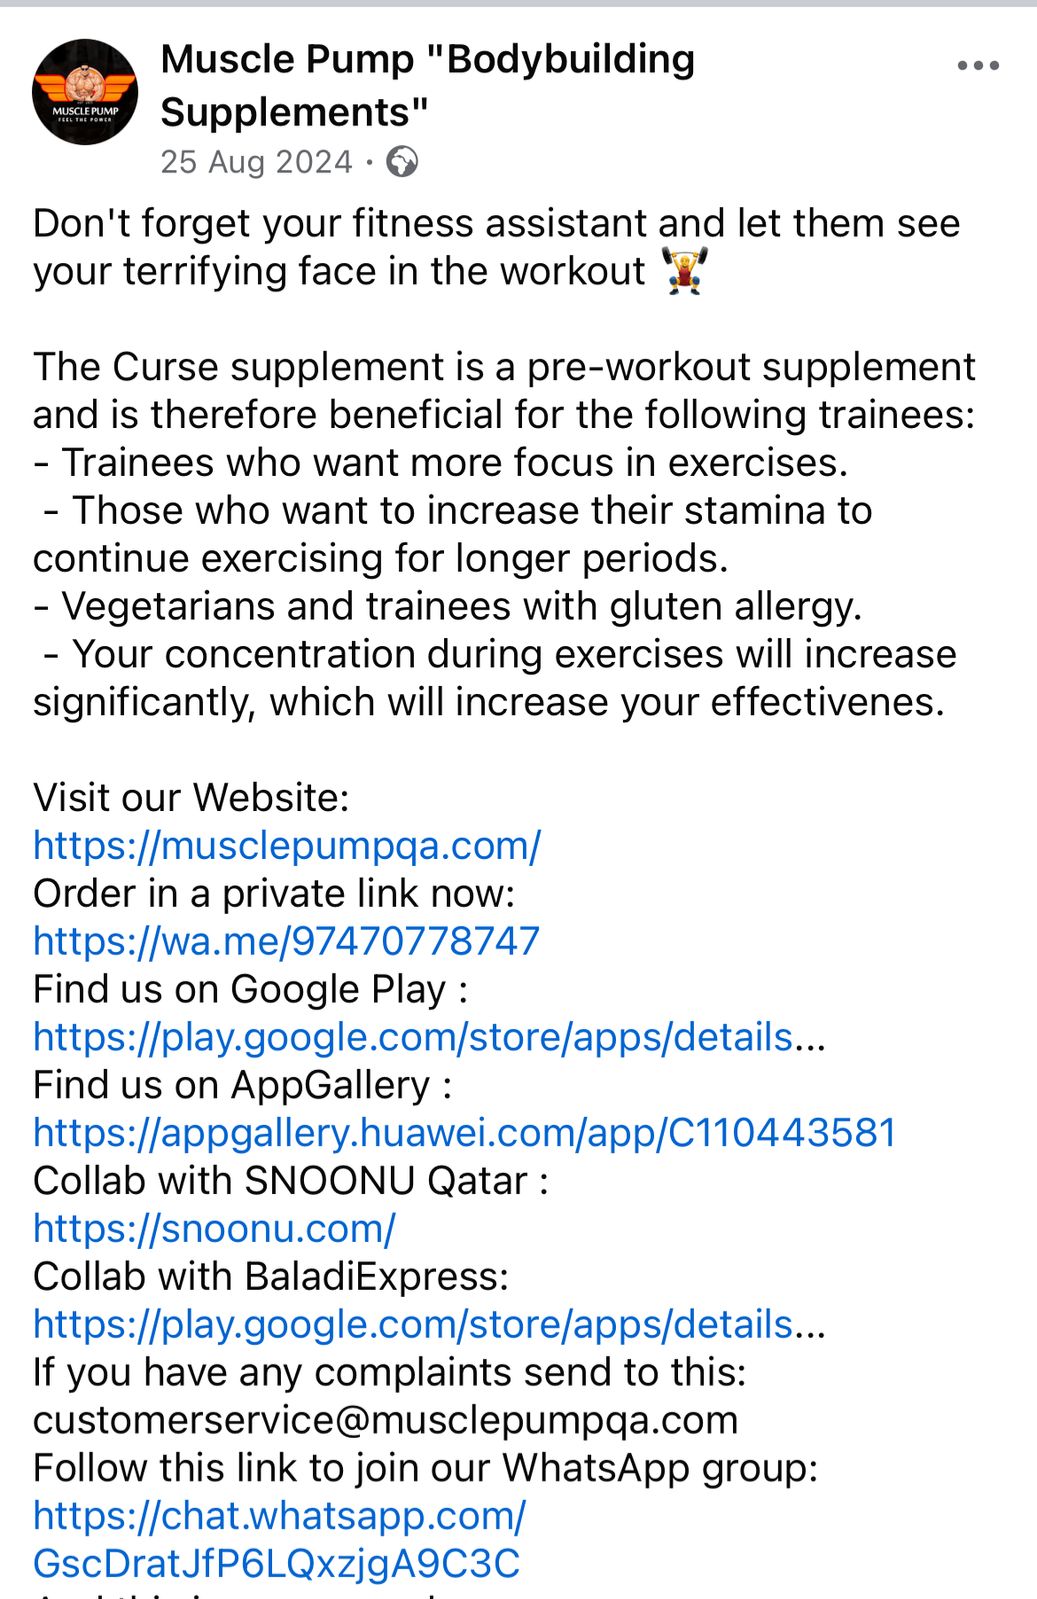 Muscle Pump "Bodybuilding
Supplements"
25 Aug 2024 ·
MUSCLE PUMP
FEEL THE POWER
Don't forget your fitness assistant and let them see
your terrifying face in the workout 🏋️
The Curse supplement is a pre-workout supplement
and is therefore beneficial for the following trainees:
- Trainees who want more focus in exercises.
- Those who want to increase their stamina to
continue exercising for longer periods.
- Vegetarians and trainees with gluten allergy.
- Your concentration during exercises will increase
significantly, which will increase your effectivenes.
Visit our Website:
https://musclepumpqa.com/
Order in a private link now:
https://wa.me/97470778747
Find us on Google Play :
https://play.google.com/store/apps/details...
Find us on AppGallery :
https://appgallery.huawei.com/app/C110443581
Collab with SNOONU Qatar :
https://snoonu.com/
Collab with BaladiExpress:
https://play.google.com/store/apps/details...
If you have any complaints send to this:
customerservice@musclepumpqa.com
Follow this link to join our WhatsApp group:
https://chat.whatsapp.com/
GscDratJfP6LQxzjgA9C3C